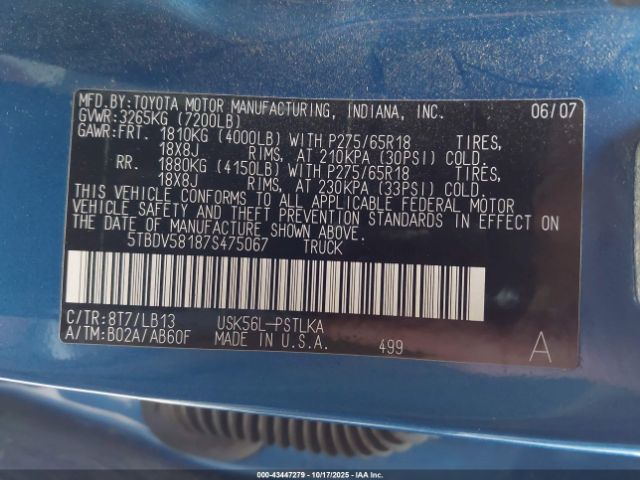 MFD.BY:TOYOTA MOTOR MANUFACTURING, INDIANA, INC. 06/07
GVWR:3265KG (7200LB)
GAWR:FRT. 1810KG (4000LB) WITH P275/65R18 TIRES,
18X8J RIMS, AT 210KPA (30PSI) COLD.
RR. 1880KG (4150LB) WITH P275/65R18 TIRES,
18X8J RIMS, AT 230KPA (33PSI) COLD.
THIS VEHICLE CONFORMS TO ALL APPLICABLE FEDERAL MOTOR
VEHICLE SAFETY AND THEFT PREVENTION STANDARDS IN EFFECT ON
THE DATE OF MANUFACTURE SHOWN ABOVE.
5TBDV58187S475067 TRUCK
C/TR:8T7/LB13 USK56L-PSTLKA
A/TM:B02A/AB60F MADE IN U.S.A. 499 A
000-43447279 - 10/17/2025 - IAA Inc.